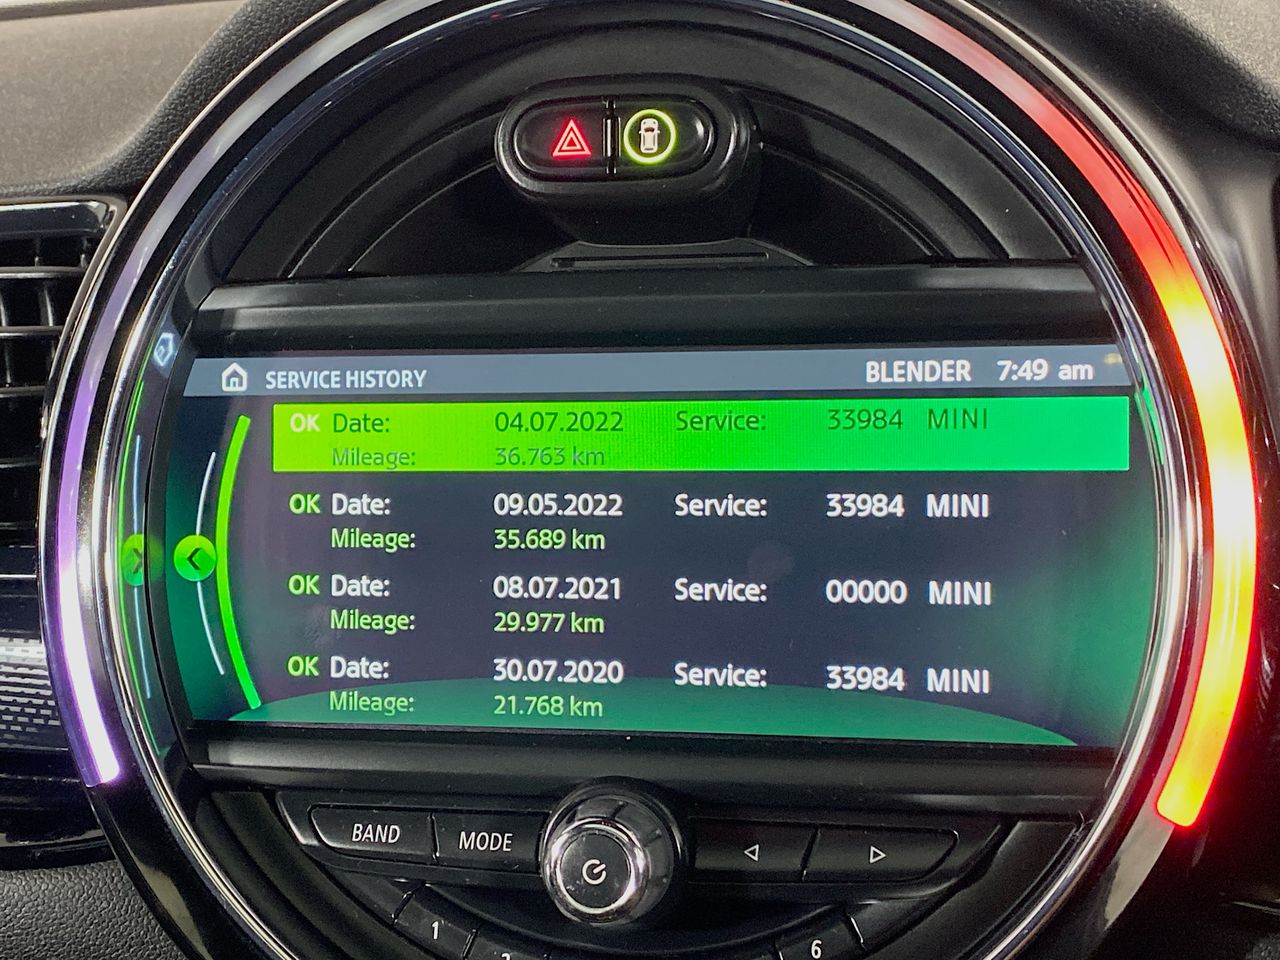 SERVICE HISTORY BLENDER 7:49 am
OK Date: 04.07.2022 Service: 33984 MINI
Mileage: 36.763 km
OK Date: 09.05.2022 Service: 33984 MINI
Mileage: 35.689 km
OK Date: 08.07.2021 Service: 00000 MINI
Mileage: 29.977 km
OK Date: 30.07.2020 Service: 33984 MINI
Mileage: 21.768 km
BAND MODE
1 6